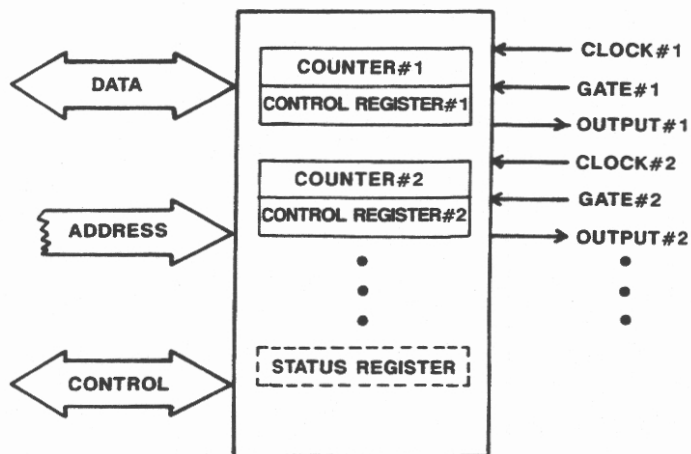 DATA
ADDRESS
CONTROL
COUNTER#1
CONTROL REGISTER#1
COUNTER#2
CONTROL REGISTER#2
STATUS REGISTER
CLOCK#1
GATE#1
OUTPUT#1
CLOCK#2
GATE#2
OUTPUT#2